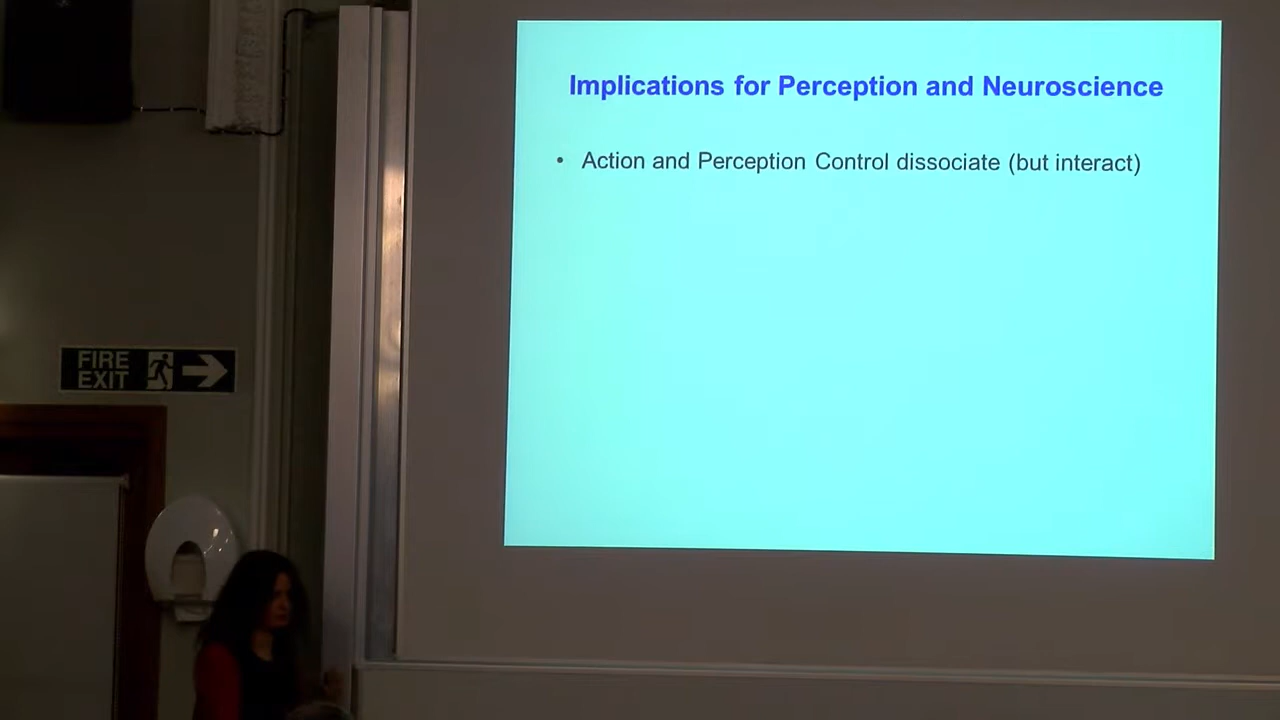 Implications for Perception and Neuroscience
• Action and Perception Control dissociate (but interact)
FIRE
EXIT